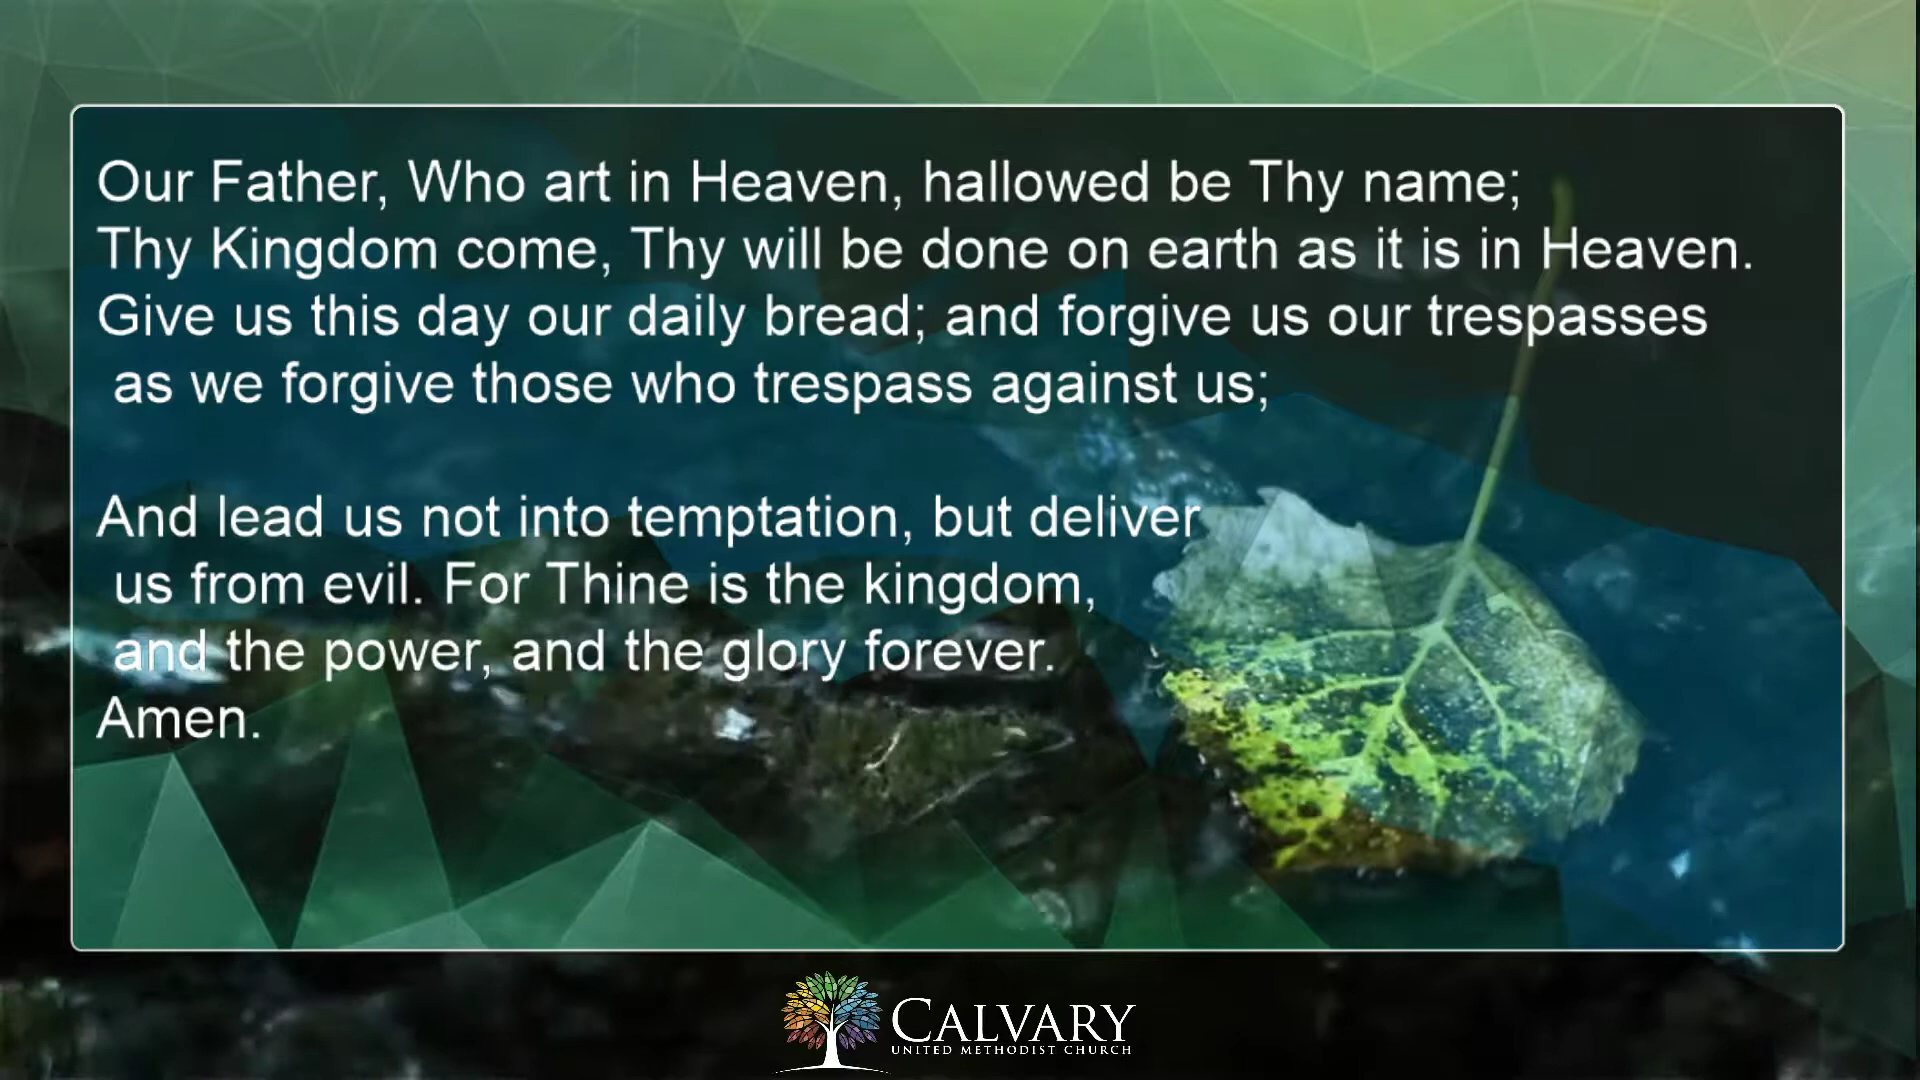 Our Father, Who art in Heaven, hallowed be Thy name;
Thy Kingdom come, Thy will be done on earth as it is in Heaven.
Give us this day our daily bread; and forgive us our trespasses
as we forgive those who trespass against us;
And lead us not into temptation, but deliver
us from evil. For Thine is the kingdom,
and the power, and the glory forever.
Amen.
CALVARY
UNITED METHODIST CHURCH